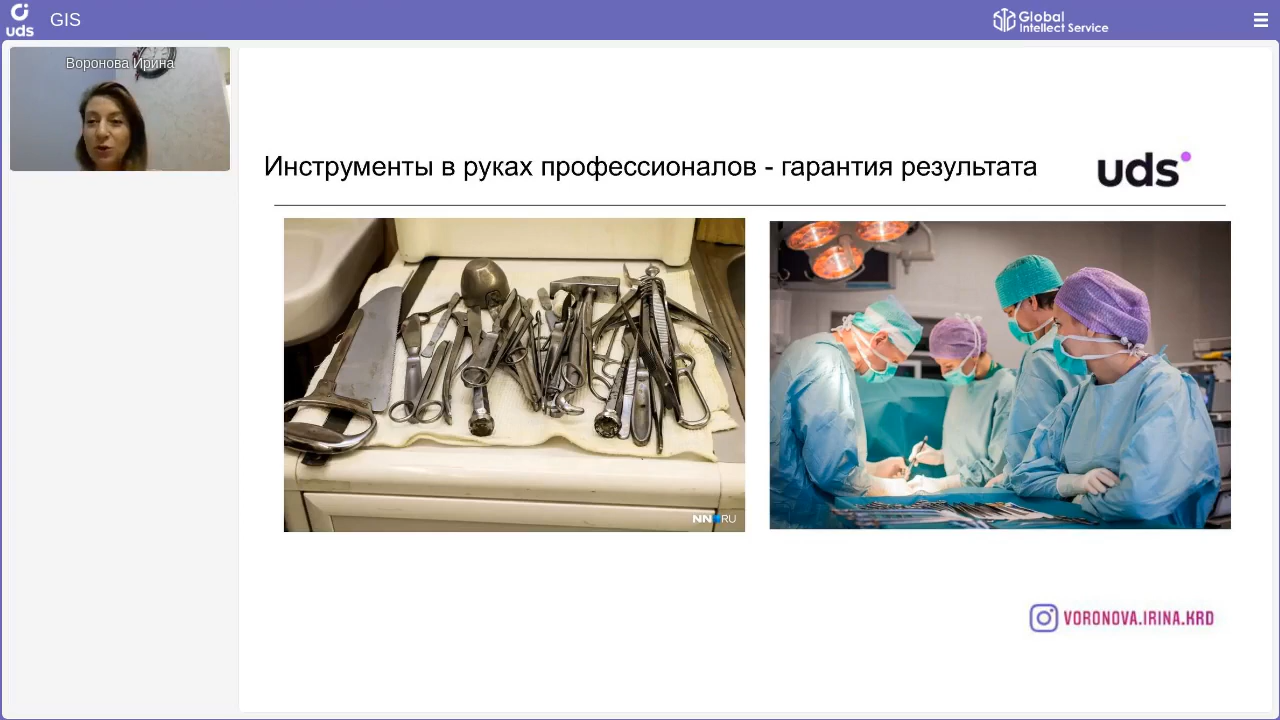 uds
GIS
Global
Intellect Service
Воронова Ирина
Инструменты в руках профессионалов - гарантия результата
uds
NN RU
VORONOVA.IRINA.KRD